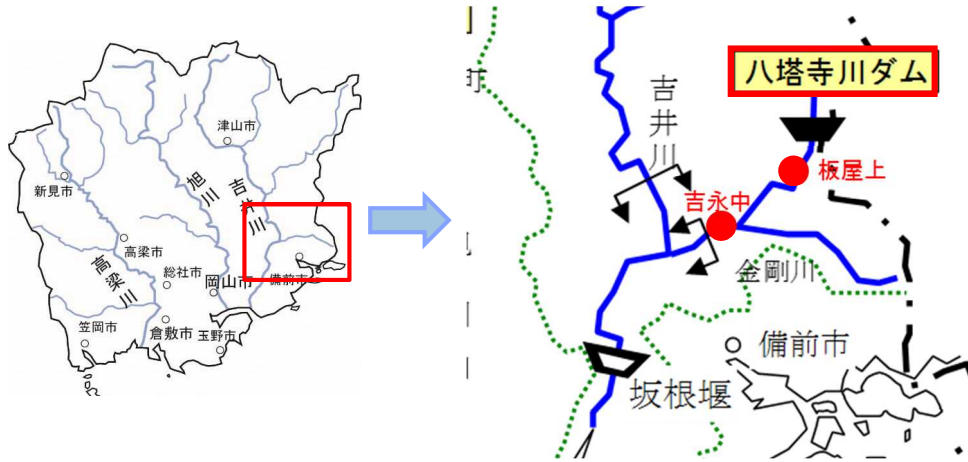 津山市
新見市
旭川
吉井川
高梁市
高梁川
総社市
岡山市
備前市
笠岡市
倉敷市
玉野市
町
八塔寺川ダム
吉井川
板屋上
吉永中
金剛川
備前市
坂根堰